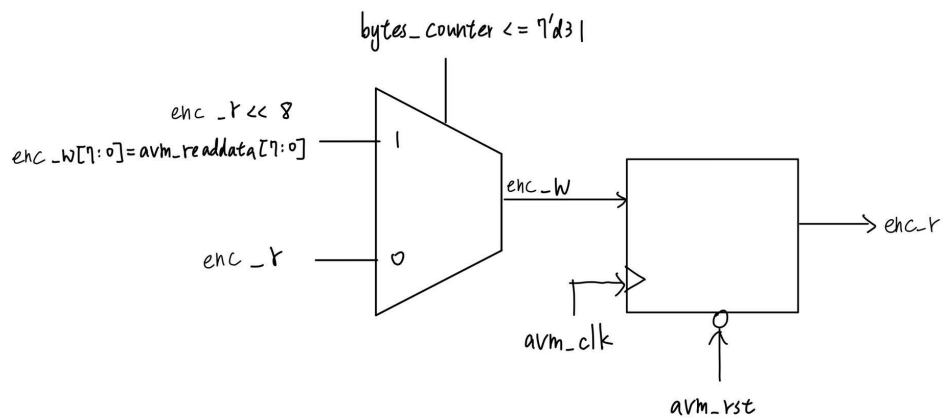 bytes_counter <= 7'd31
enc_r << 8
enc_w[7:0]=avm_readdata[7:0]
1
enc_w
enc_r
enc_r
0
avm_clk
avm_rst